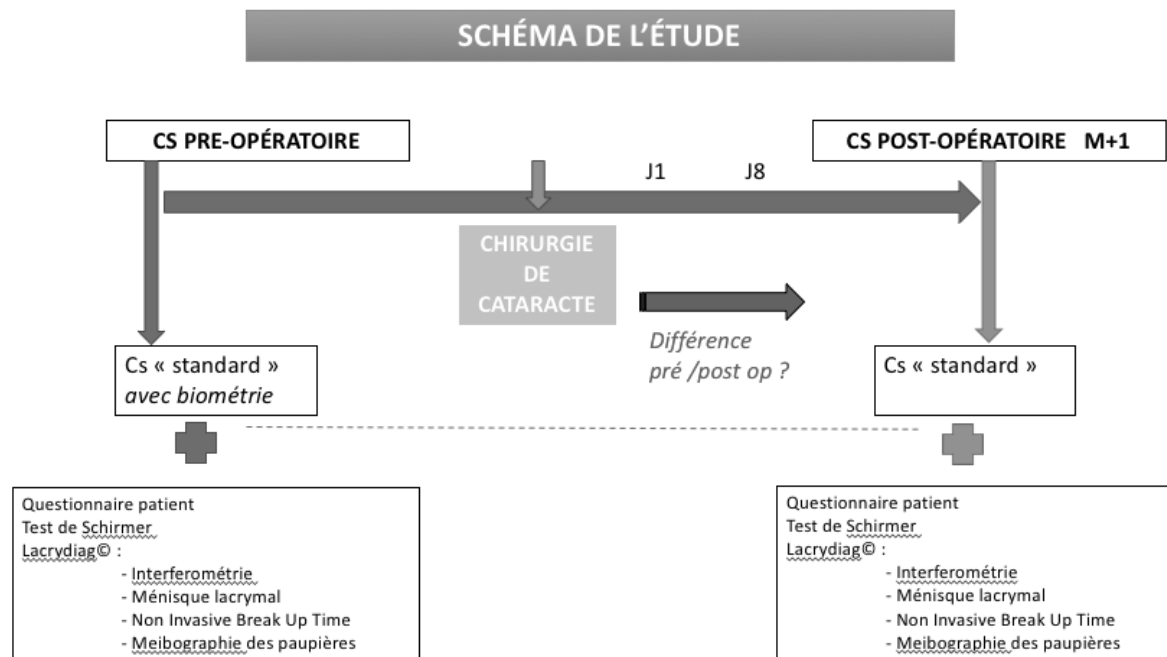 SCHÉMA DE L'ÉTUDE
CS PRE-OPÉRATOIRE
CS POST-OPÉRATOIRE M+1
J1 J8
CHIRURGIE
DE
CATARACTE
Différence
pré /post op ?
Cs « standard »
avec biométrie
Cs « standard »
Questionnaire patient
Test de Schirmer
Lacrydiag© :
- Interferométrie
- Ménisque lacrymal
- Non Invasive Break Up Time
- Meibographie des paupières
Questionnaire patient
Test de Schirmer
Lacrydiag© :
- Interferométrie
- Ménisque lacrymal
- Non Invasive Break Up Time
- Meibographie des paupières